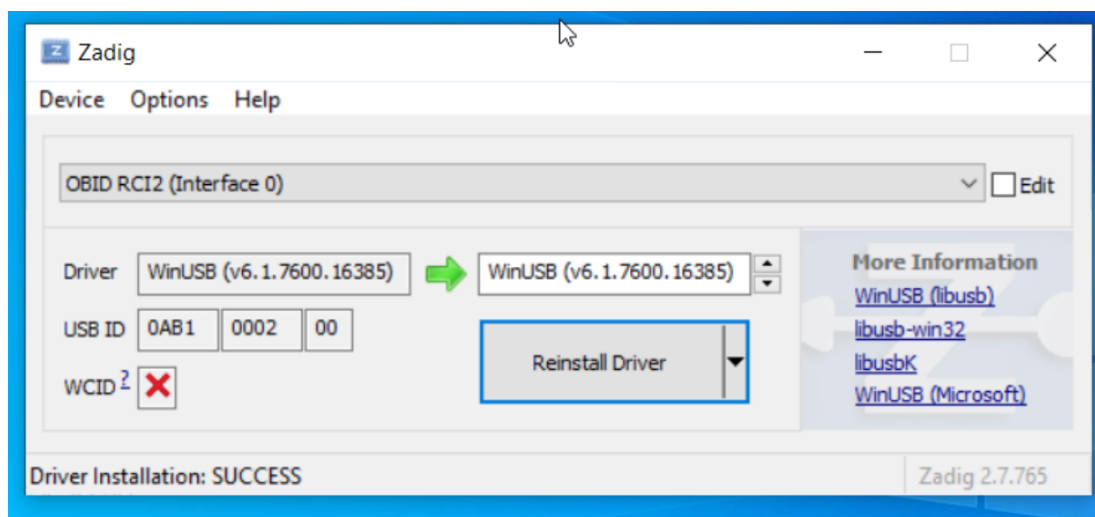 Zadig
Device Options Help
OBID RCI2 (Interface 0)
Edit
Driver WinUSB (v6.1.7600.16385) WinUSB (v6.1.7600.16385)
USB ID 0AB1 0002 00
WCID ?
Reinstall Driver
More Information
WinUSB (libusb)
libusb-win32
libusbK
WinUSB (Microsoft)
Driver Installation: SUCCESS
Zadig 2.7.765